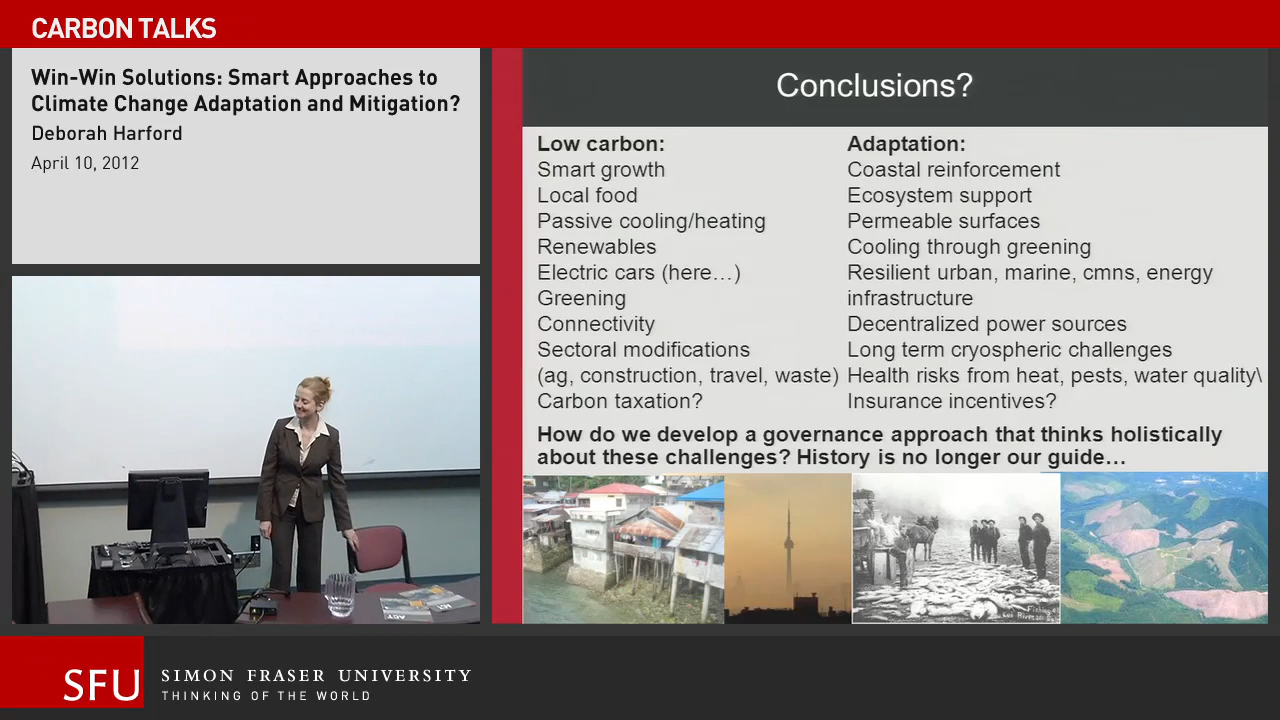 CARBON TALKS
Win-Win Solutions: Smart Approaches to
Climate Change Adaptation and Mitigation?
Deborah Harford
April 10, 2012
Conclusions?
Low carbon:
Smart growth
Local food
Passive cooling/heating
Renewables
Electric cars (here…)
Greening
Connectivity
Sectoral modifications
(ag, construction, travel, waste)
Carbon taxation?
Adaptation:
Coastal reinforcement
Ecosystem support
Permeable surfaces
Cooling through greening
Resilient urban, marine, cmns, energy
infrastructure
Decentralized power sources
Long term cryospheric challenges
Health risks from heat, pests, water quality\
Insurance incentives?
How do we develop a governance approach that thinks holistically
about these challenges? History is no longer our guide…
ACT
SFU
SIMON FRASER UNIVERSITY
THINKING OF THE WORLD